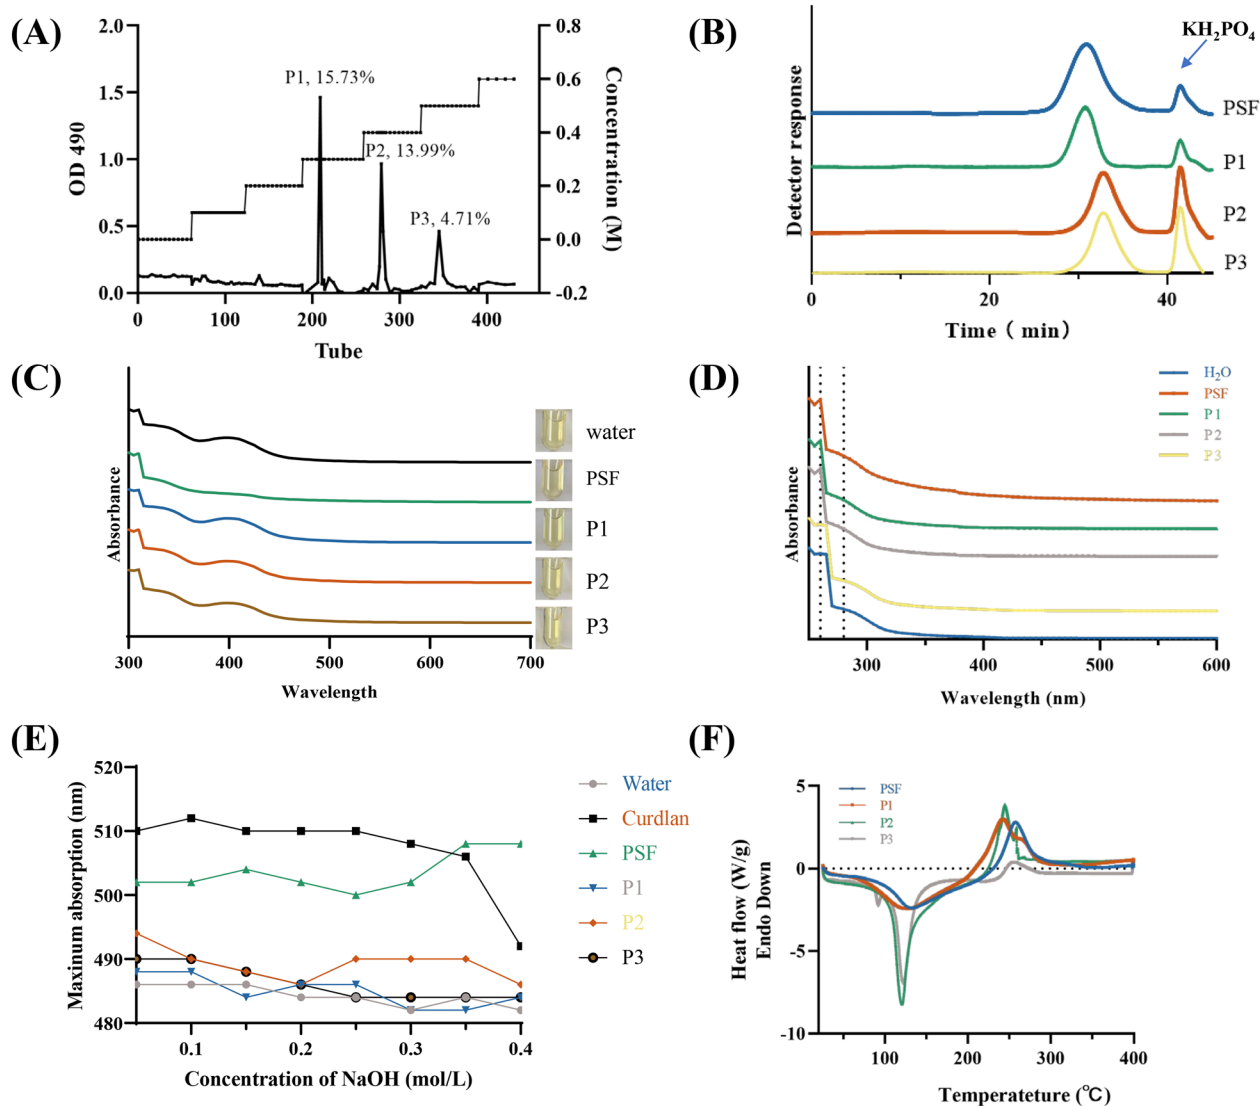 (A)
2.0
1.5
1.0
0.5
0.0
OD 490
0
100
200
300
400
Tube
0.8
0.6
0.4
0.2
0.0
-0.2
Concentration (M)
P1, 15.73%
P2, 13.99%
P3, 4.71%
(B)
KH2PO4
PSF
P1
P2
P3
Detector response
0
20
40
Time ( min)
(C)
Absorbance
300
400
500
600
700
Wavelength
water
PSF
P1
P2
P3
(D)
H2O
PSF
P1
P2
P3
Absorbance
300
400
500
600
Wavelength (nm)
(E)
520
510
500
490
480
Maximum absorption (nm)
0.1
0.2
0.3
0.4
Concentration of NaOH (mol/L)
Water
Curdlan
PSF
P1
P2
P3
(F)
5
0
-5
-10
Heat flow (W/g)
Endo Down
PSF
P1
P2
P3
100
200
300
400
Temperateture (℃)